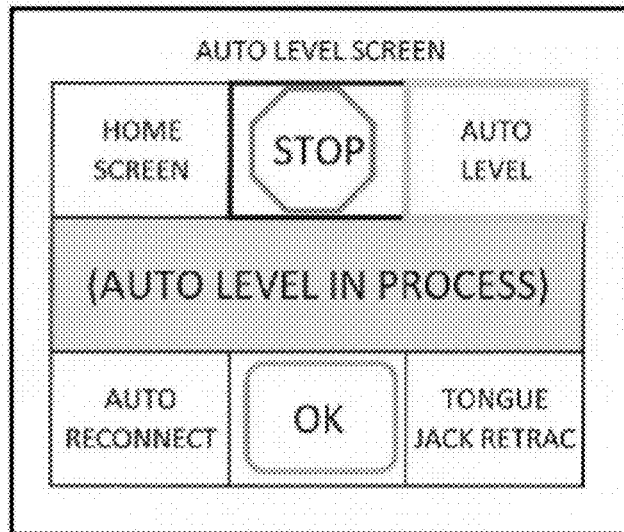 AUTO LEVEL SCREEN
HOME
SCREEN
STOP
AUTO
LEVEL
(AUTO LEVEL IN PROCESS)
AUTO
RECONNECT
OK
TONGUE
JACK RETRAC